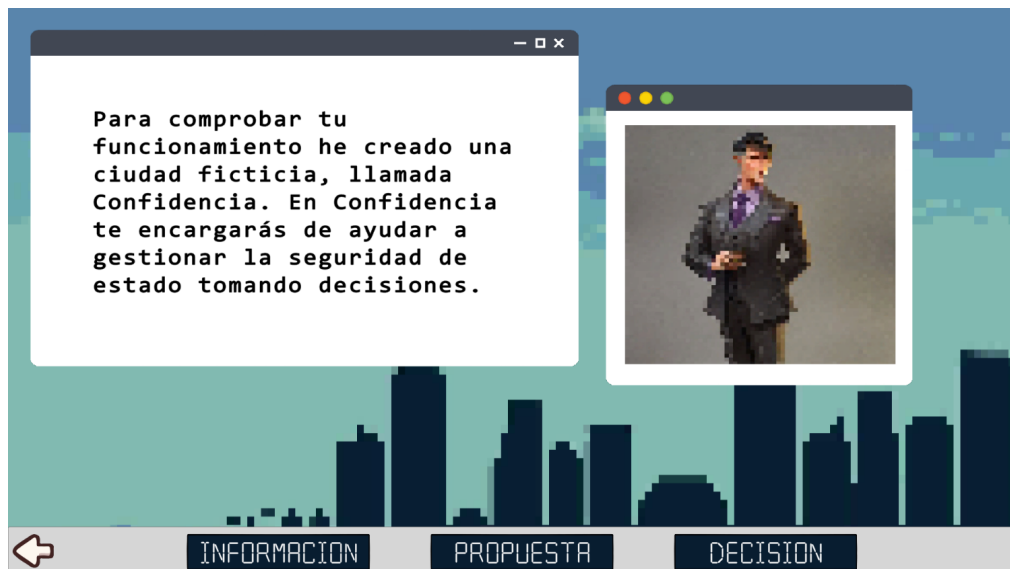 Para comprobar tu
funcionamiento he creado una
ciudad ficticia, llamada
Confidencia. En Confidencia
te encargarás de ayudar a
gestionar la seguridad de
estado tomando decisiones.
INFORMACION
PROPUESTA
DECISION